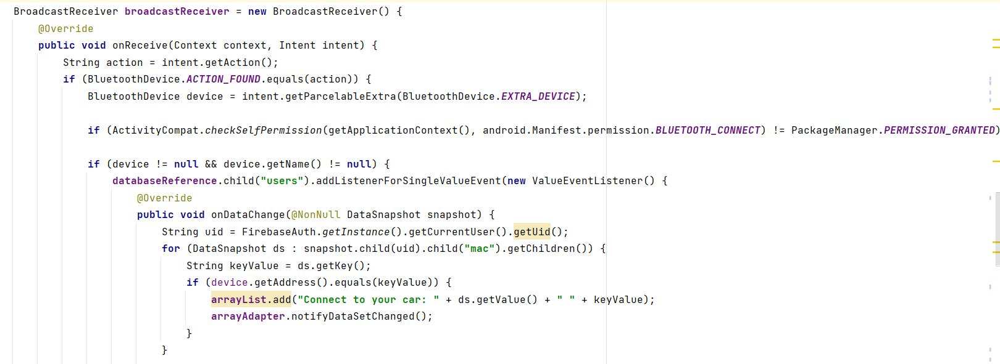 BroadcastReceiver broadcastReceiver = new BroadcastReceiver() {
@Override
public void onReceive(Context context, Intent intent) {
String action = intent.getAction();
if (BluetoothDevice.ACTION_FOUND.equals(action)) {
BluetoothDevice device = intent.getParcelableExtra(BluetoothDevice.EXTRA_DEVICE);
if (ActivityCompat.checkSelfPermission(getApplicationContext(), android.Manifest.permission.BLUETOOTH_CONNECT) != PackageManager.PERMISSION_GRANTED)
if (device != null && device.getName() != null) {
databaseReference.child("users").addListenerForSingleValueEvent(new ValueEventListener() {
@Override
public void onDataChange(@NonNull DataSnapshot snapshot) {
String uid = FirebaseAuth.getInstance().getCurrentUser().getUid();
for (DataSnapshot ds : snapshot.child(uid).child("mac").getChildren()) {
String keyValue = ds.getKey();
if (device.getAddress().equals(keyValue)) {
arrayList.add("Connect to your car: " + ds.getValue() + " " + keyValue);
arrayAdapter.notifyDataSetChanged();
}
}